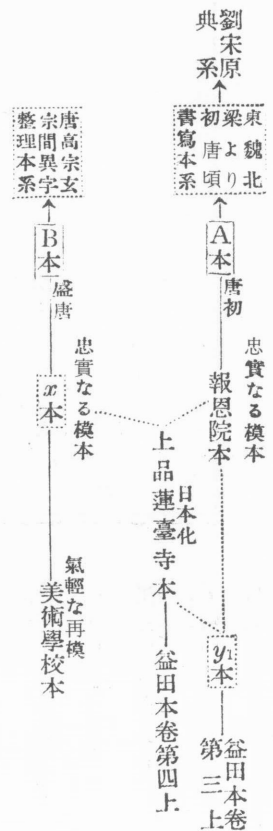 劉宋原
典系
東魏北
梁より
初唐頃
書寫本系
A本
唐初
忠實なる模本
報恩院本
y1本
益田本卷
第三上
日本化
上品蓮臺寺本
益田本卷第四上
唐高宗玄
宗間異字
整理本系
B本
盛唐
忠實なる模本
x本
氣輕な再模
美術學校本